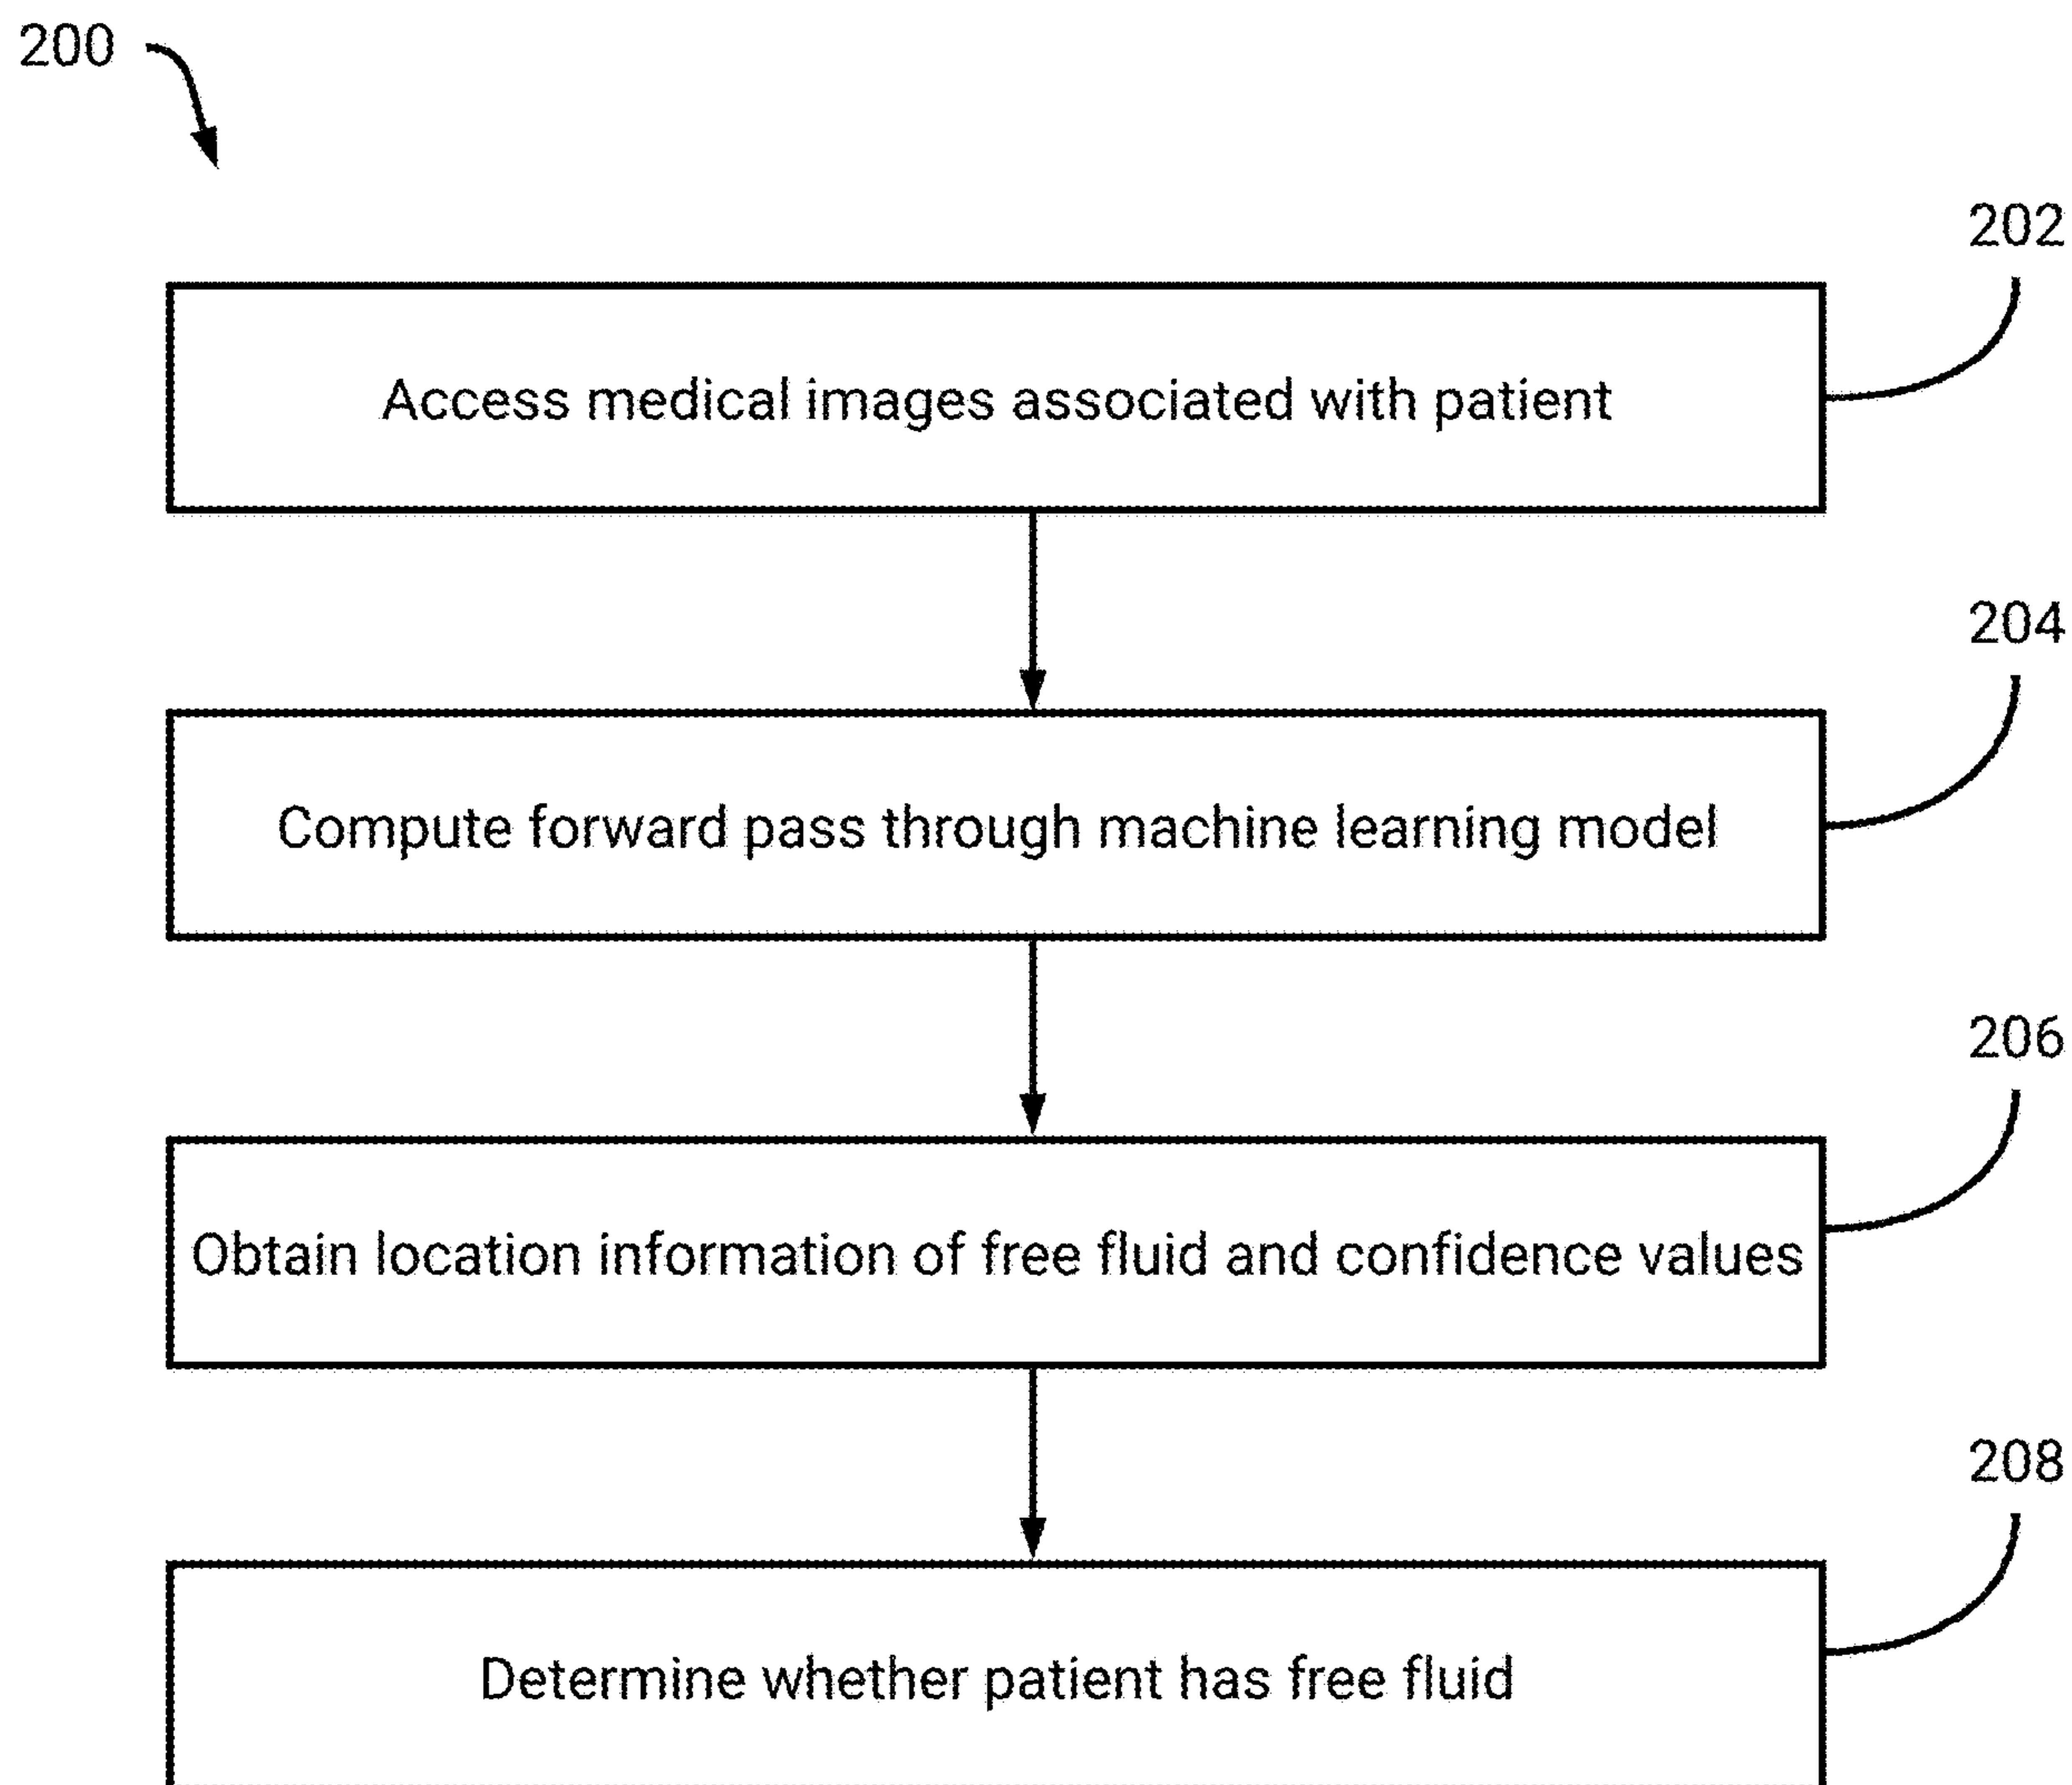 200
202
Access medical images associated with patient
204
Compute forward pass through machine learning model
206
Obtain location information of free fluid and confidence values
208
Determine whether patient has free fluid